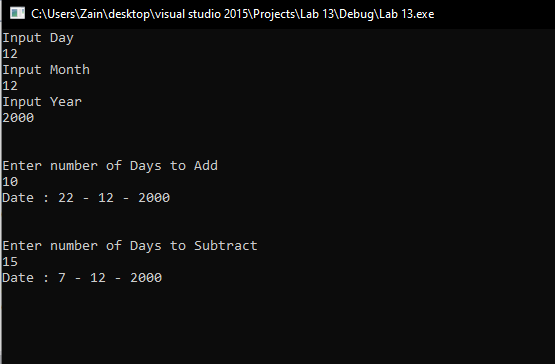 C:\Users\Zain\desktop\visual studio 2015\Projects\Lab 13\Debug\Lab 13.exe
Input Day
12
Input Month
12
Input Year
2000
Enter number of Days to Add
10
Date : 22 - 12 - 2000
Enter number of Days to Subtract
15
Date : 7 - 12 - 2000